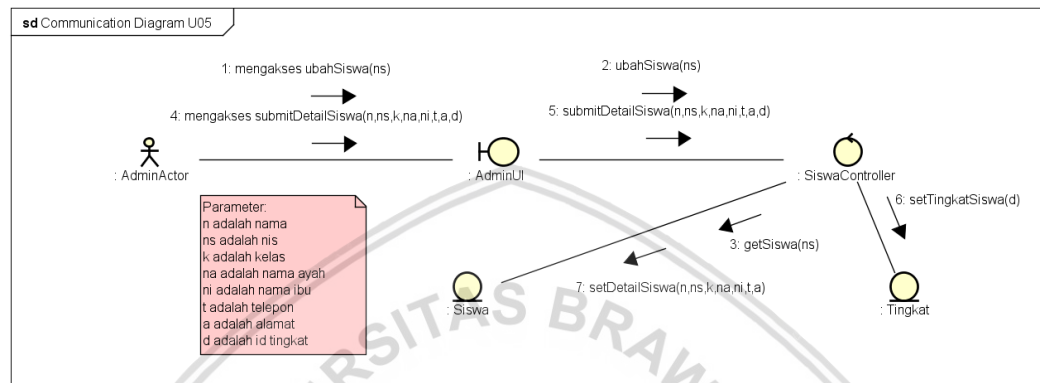 sd Communication Diagram U05
1: mengakses ubahSiswa(ns)
2: ubahSiswa(ns)
4: mengakses submitDetailSiswa(n,ns,k,na,ni,t,a,d)
5: submitDetailSiswa(n,ns,k,na,ni,t,a,d)
: AdminActor
: AdminUI
: SiswaController
6: setTingkatSiswa(d)
3: getSiswa(ns)
7: setDetailSiswa(n,ns,k,na,ni,t,a)
: Siswa
: Tingkat
Parameter:
n adalah nama
ns adalah nis
k adalah kelas
na adalah nama ayah
ni adalah nama ibu
t adalah telepon
a adalah alamat
d adalah id tingkat